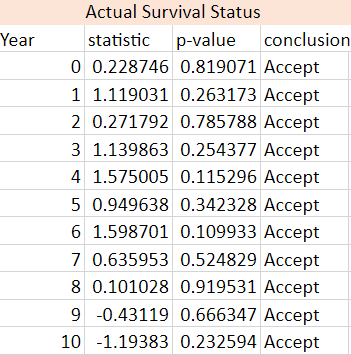 Actual Survival Status
Year statistic p-value conclusion
0 0.228746 0.819071 Accept
1 1.119031 0.263173 Accept
2 0.271792 0.785788 Accept
3 1.139863 0.254377 Accept
4 1.575005 0.115296 Accept
5 0.949638 0.342328 Accept
6 1.598701 0.109933 Accept
7 0.635953 0.524829 Accept
8 0.101028 0.919531 Accept
9 -0.43119 0.666347 Accept
10 -1.19383 0.232594 Accept